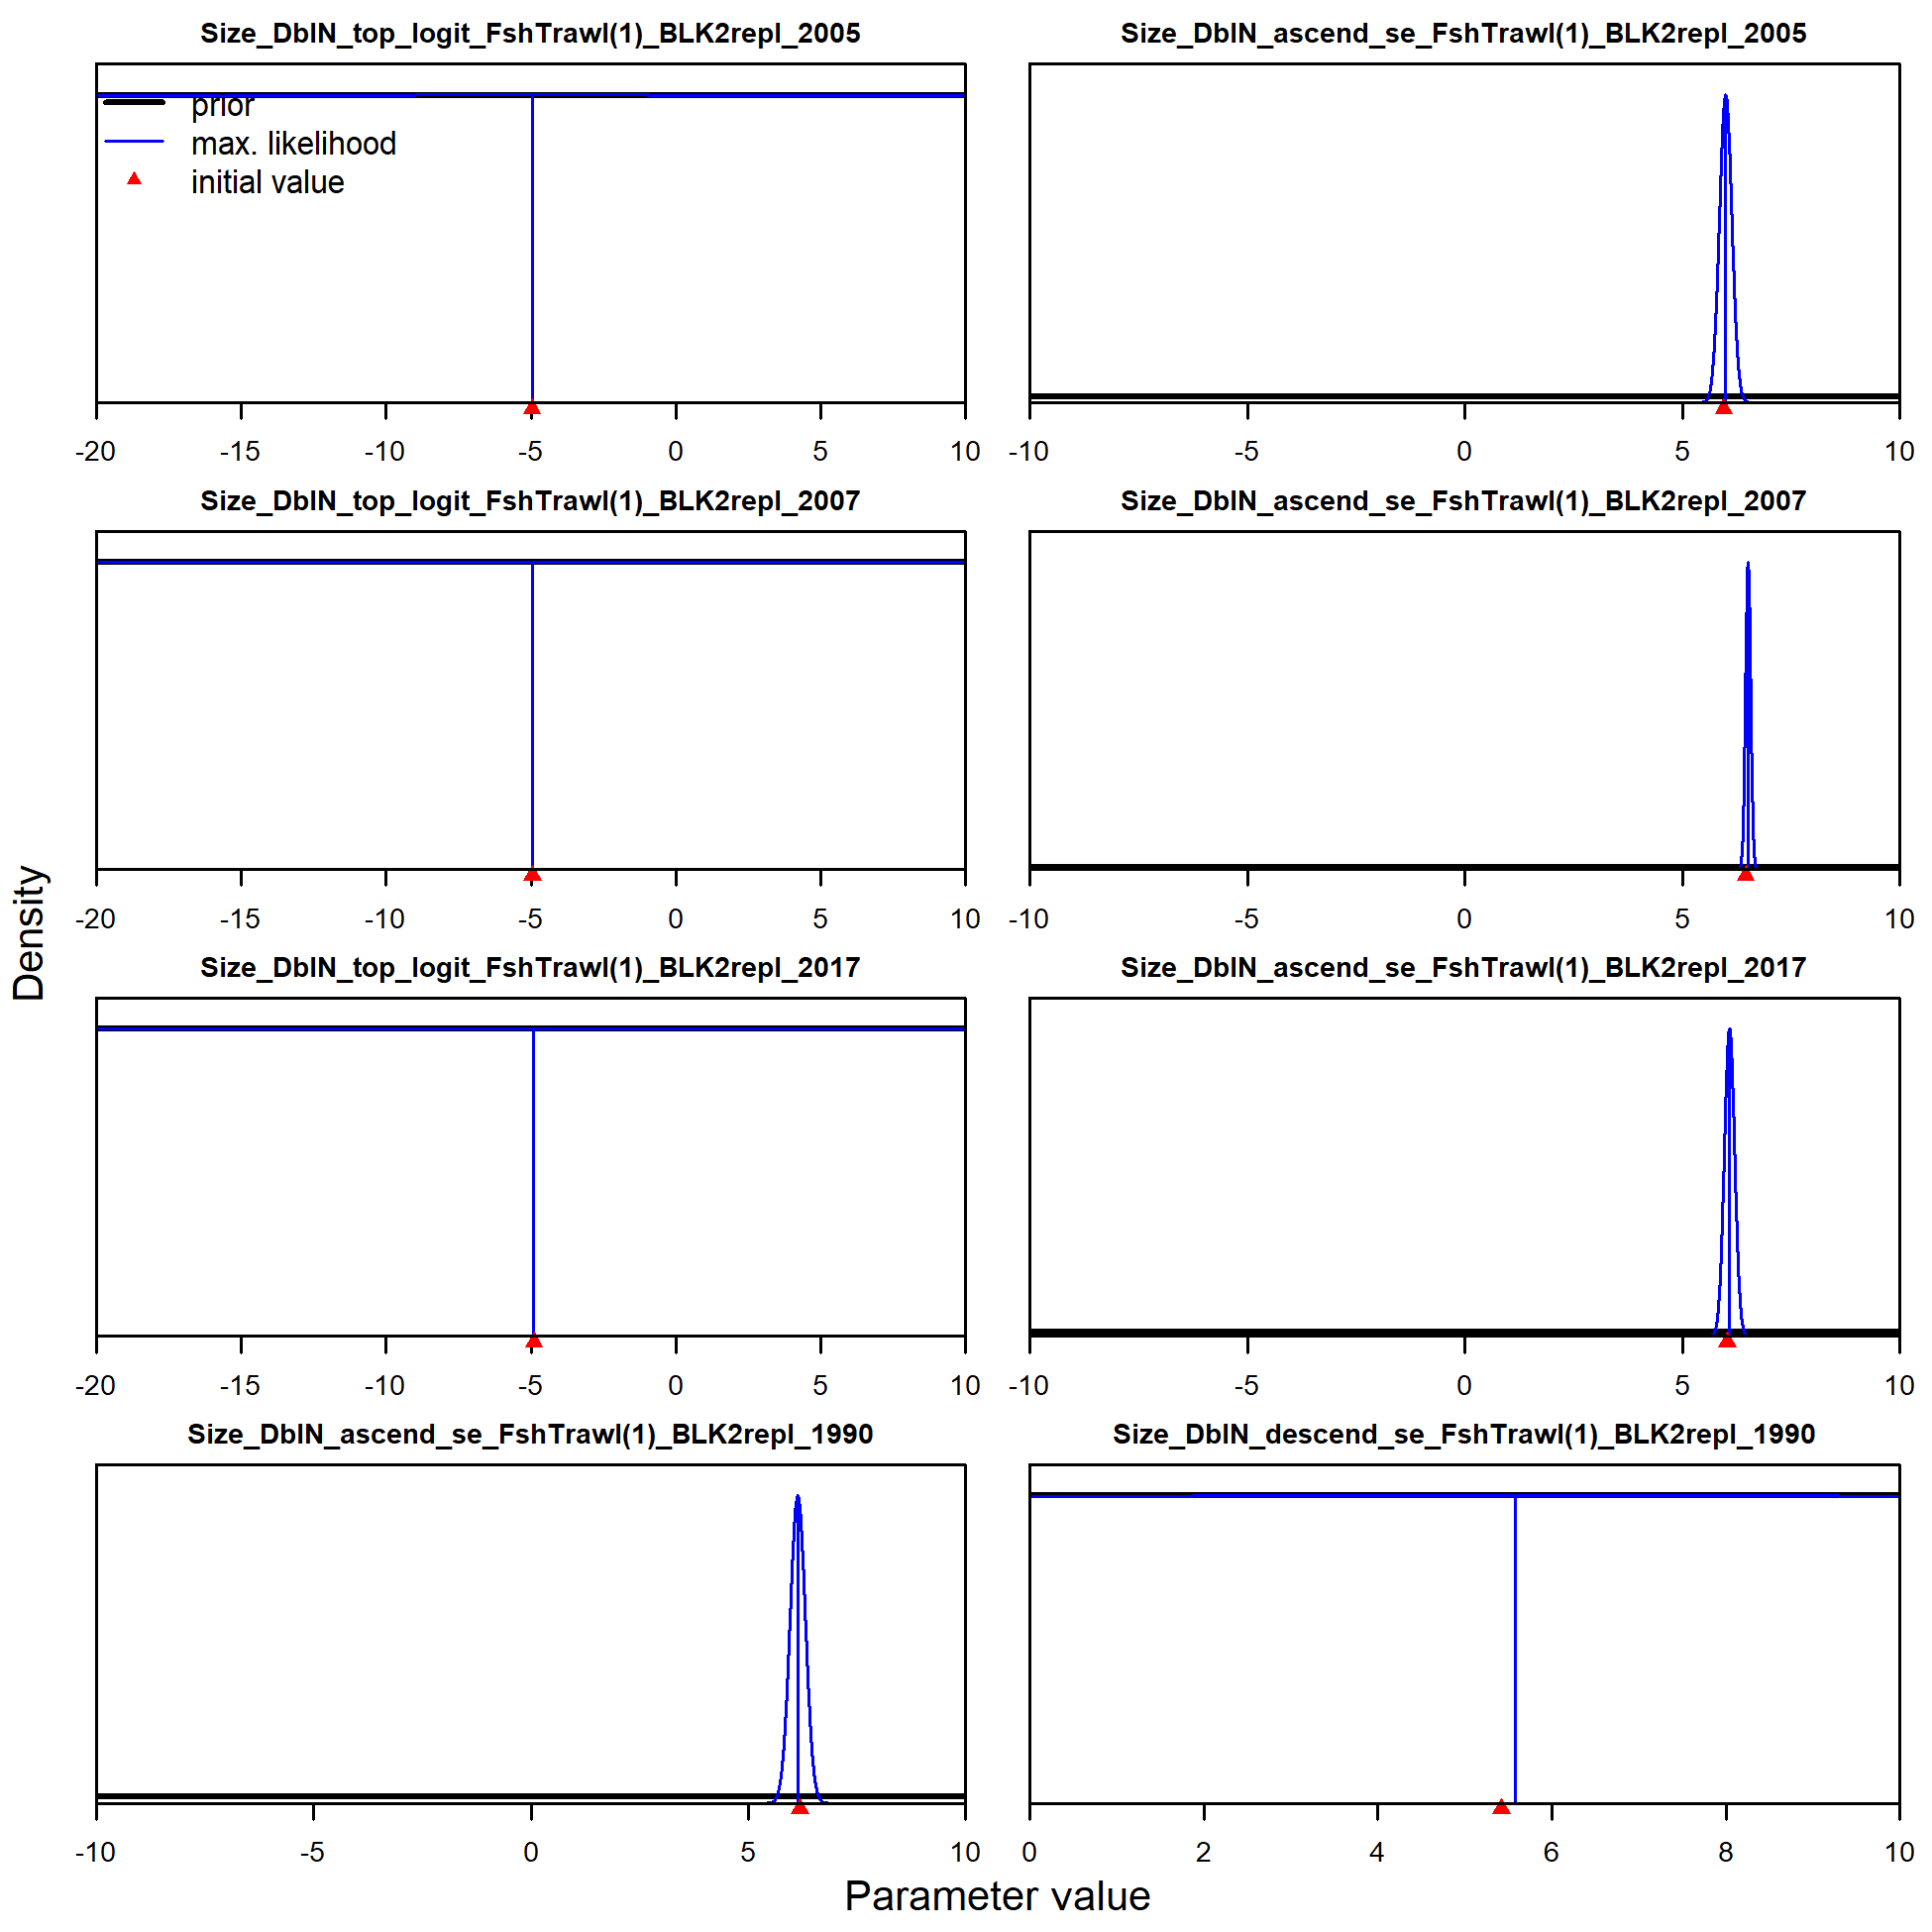 Size_DblN_top_logit_FshTrawl(1)_BLK2repl_2005
prior
max. likelihood
initial value
-20 -15 -10 -5 0 5 10
Size_DblN_ascend_se_FshTrawl(1)_BLK2repl_2005
-10 -5 0 5 10
Size_DblN_top_logit_FshTrawl(1)_BLK2repl_2007
-20 -15 -10 -5 0 5 10
Size_DblN_ascend_se_FshTrawl(1)_BLK2repl_2007
-10 -5 0 5 10
Size_DblN_top_logit_FshTrawl(1)_BLK2repl_2017
-20 -15 -10 -5 0 5 10
Size_DblN_ascend_se_FshTrawl(1)_BLK2repl_2017
-10 -5 0 5 10
Size_DblN_ascend_se_FshTrawl(1)_BLK2repl_1990
-10 -5 0 5 10
Size_DblN_descend_se_FshTrawl(1)_BLK2repl_1990
0 2 4 6 8 10
Density
Parameter value